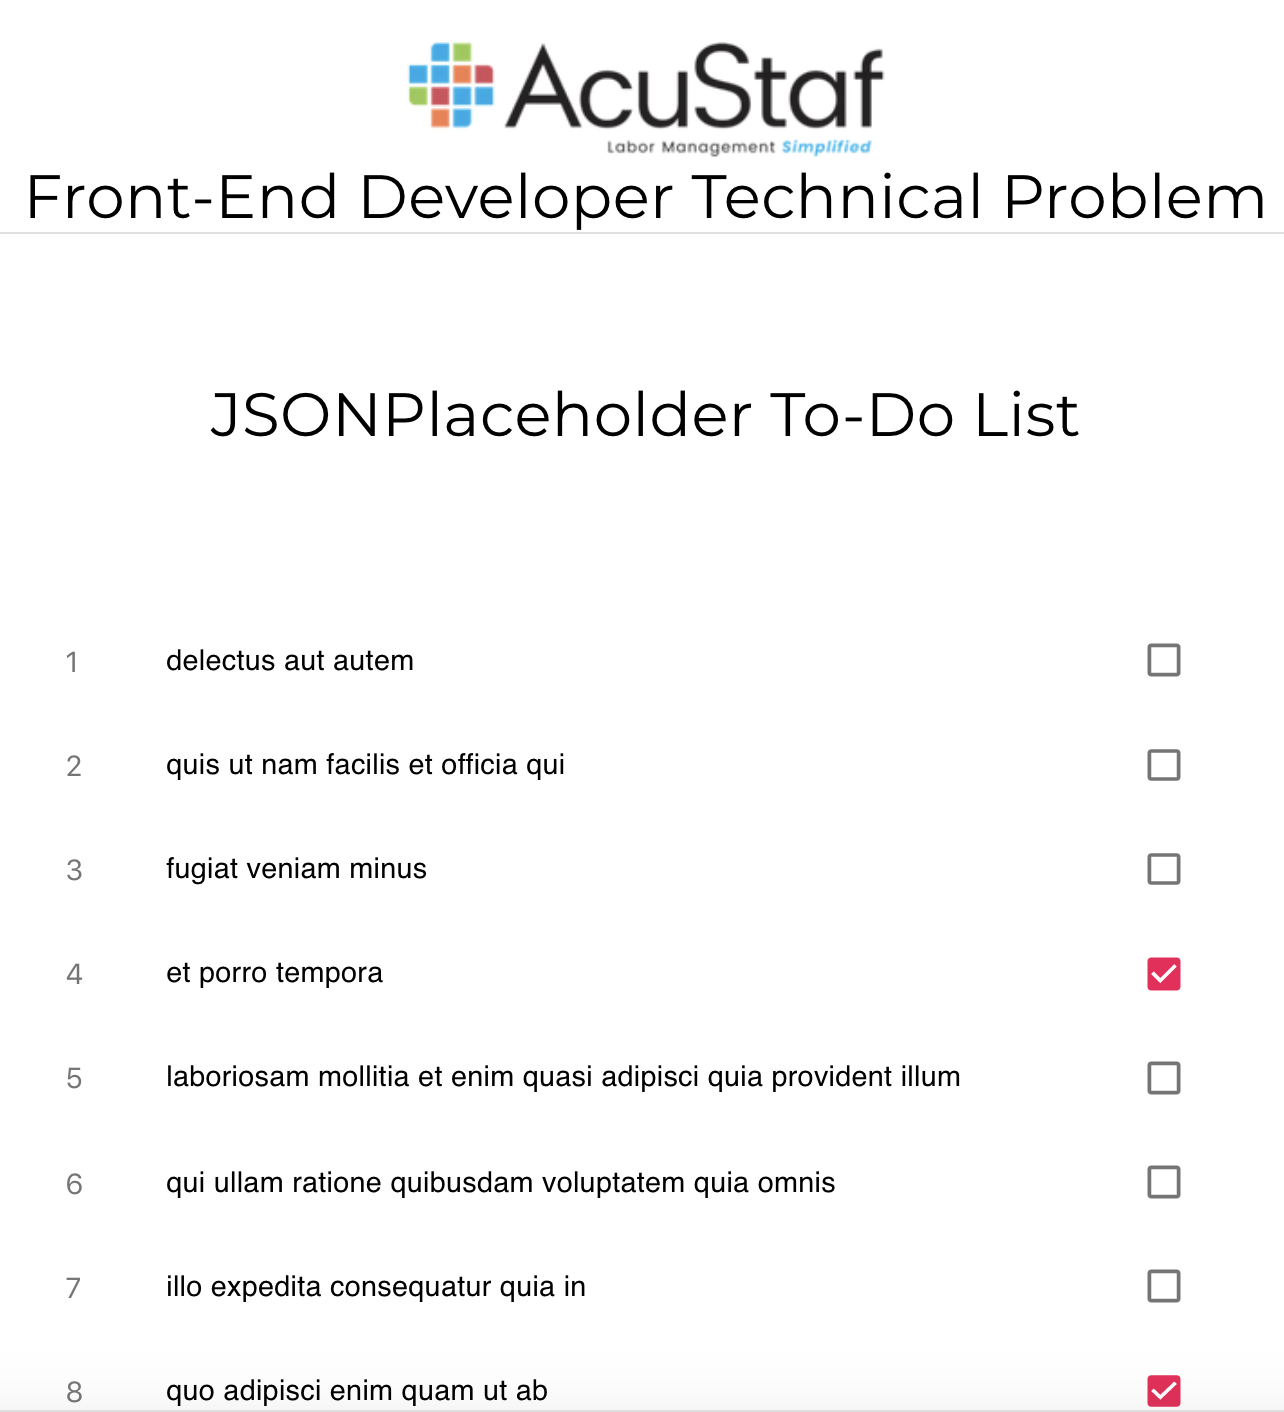 AcuStaf
Labor Management Simplified
Front-End Developer Technical Problem
JSONPlaceholder To-Do List
1 delectus aut autem
2 quis ut nam facilis et officia qui
3 fugiat veniam minus
4 et porro tempora
5 laboriosam mollitia et enim quasi adipisci quia provident illum
6 qui ullam ratione quibusdam voluptatem quia omnis
7 illo expedita consequatur quia in
8 quo adipisci enim quam ut ab